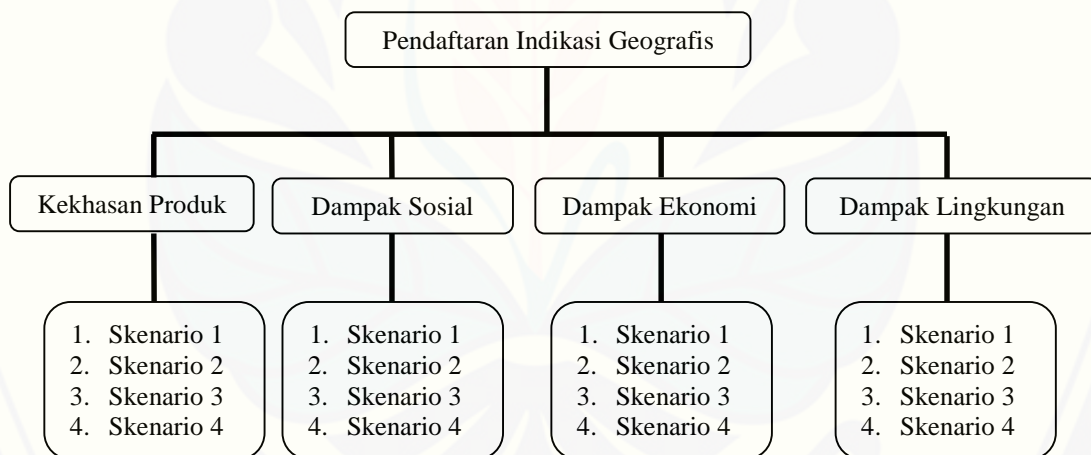 Pendaftaran Indikasi Geografis
Kekhasan Produk
Dampak Sosial
Dampak Ekonomi
Dampak Lingkungan
1. Skenario 1
2. Skenario 2
3. Skenario 3
4. Skenario 4
1. Skenario 1
2. Skenario 2
3. Skenario 3
4. Skenario 4
1. Skenario 1
2. Skenario 2
3. Skenario 3
4. Skenario 4
1. Skenario 1
2. Skenario 2
3. Skenario 3
4. Skenario 4